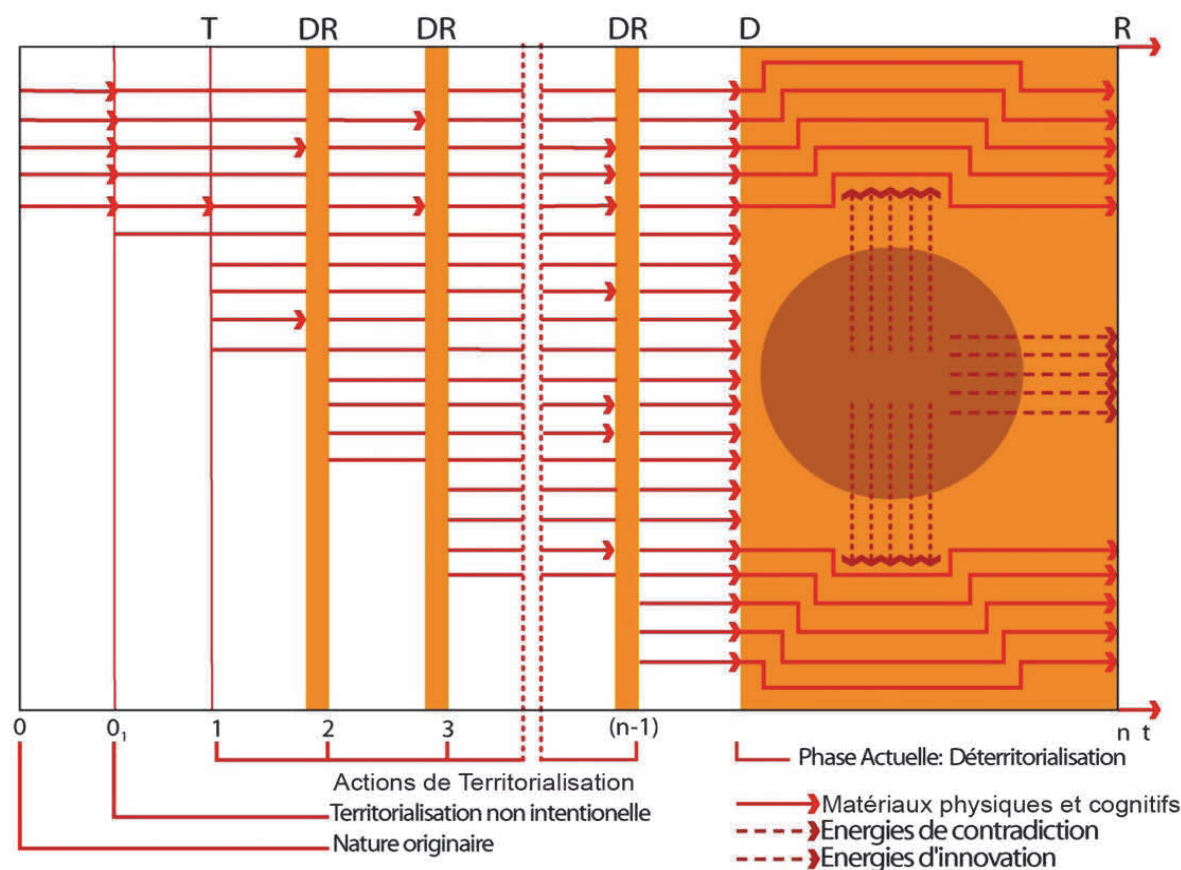 T DR DR DR D R
0 0₁ 1 2 3 (n-1) n t
Phase Actuelle: Déterritorialisation
Actions de Territorialisation
Territorialisation non intentionelle
Nature originaire
Matériaux physiques et cognitifs
Energies de contradiction
Energies d'innovation